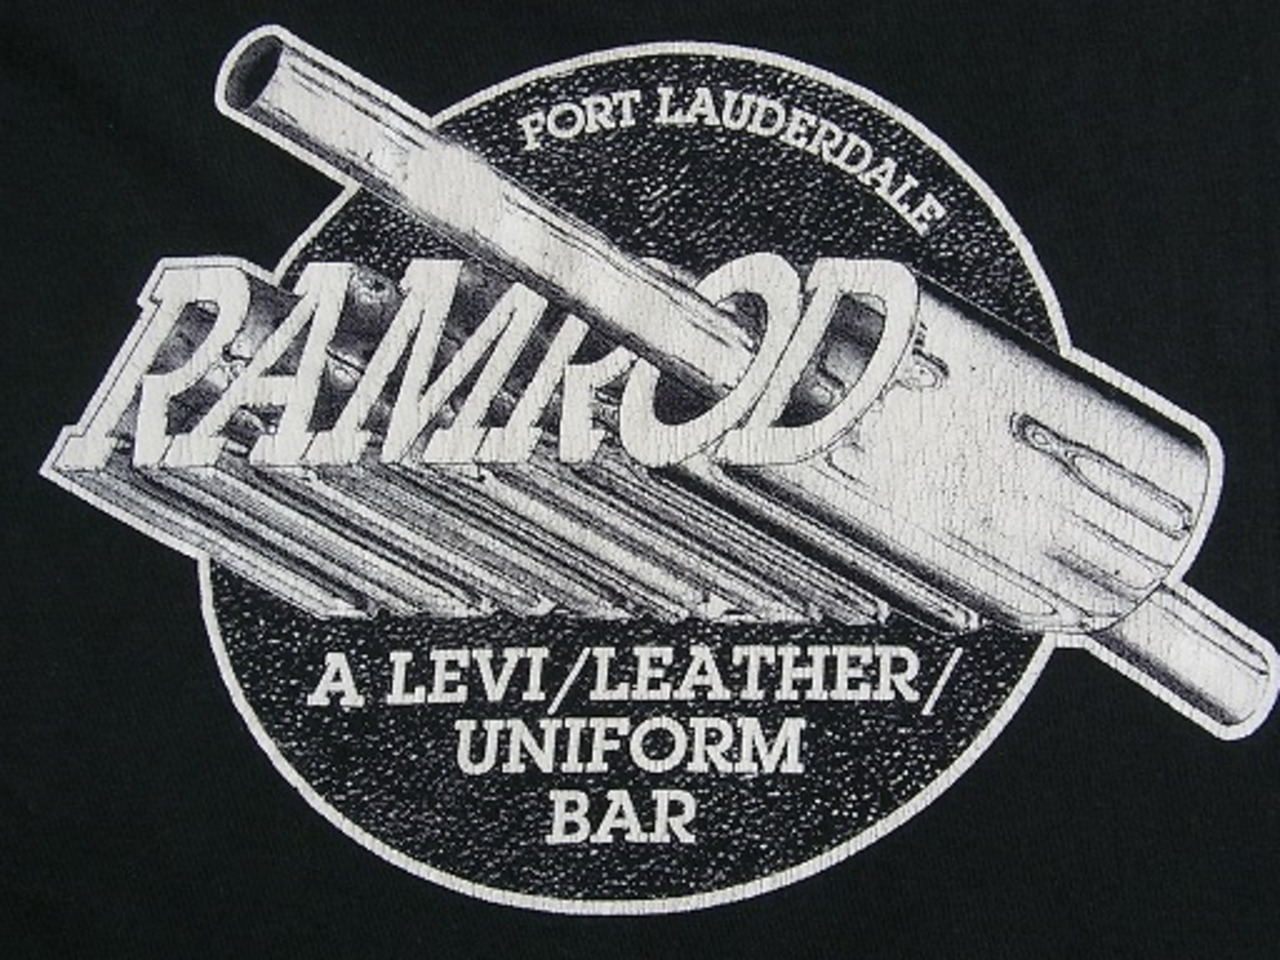 FORT LAUDERDALE
RAMROD
A LEVI/LEATHER/
UNIFORM
BAR